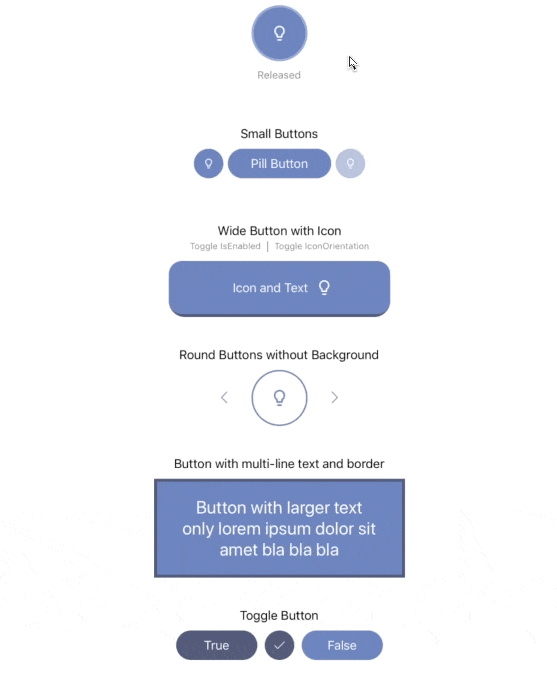 Released
Small Buttons
Pill Button
Wide Button with Icon
Toggle IsEnabled | Toggle IconOrientation
Icon and Text
Round Buttons without Background
Button with multi-line text and border
Button with larger text
only lorem ipsum dolor sit
amet bla bla bla
Toggle Button
True False